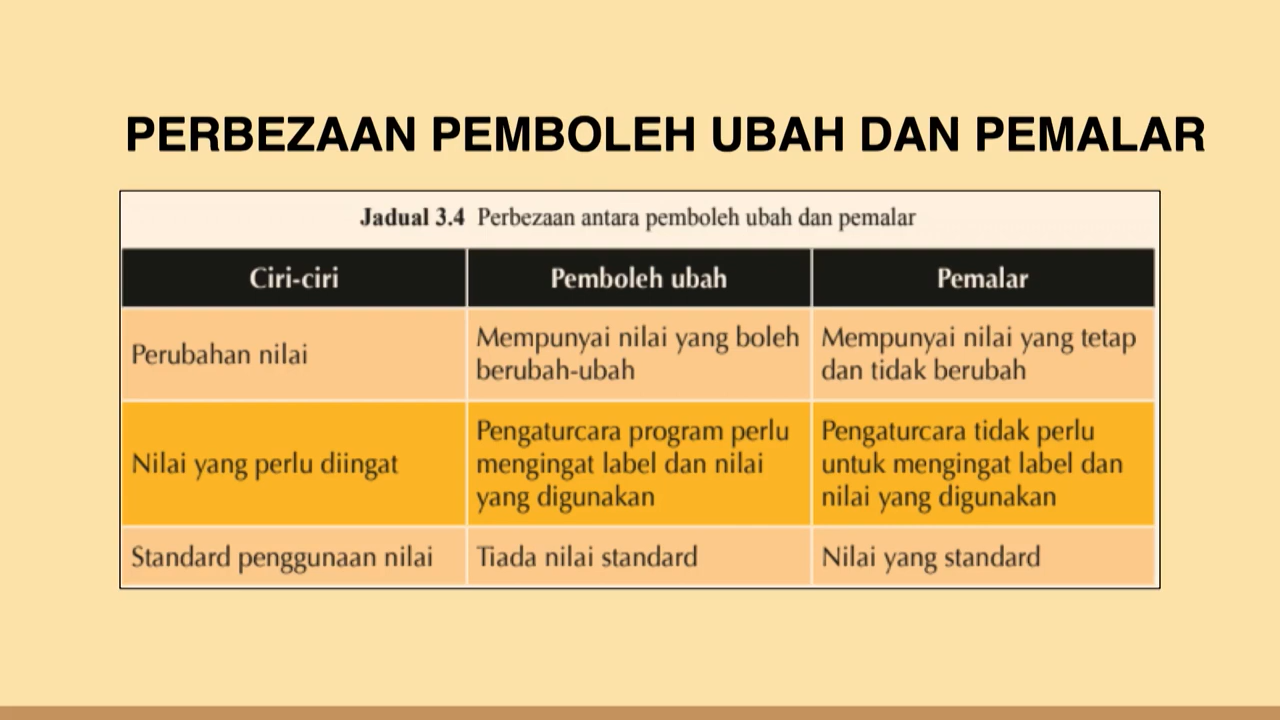 PERBEZAAN PEMBOLEH UBAH DAN PEMALAR
Jadual 3.4 Perbezaan antara pemboleh ubah dan pemalar
Ciri-ciri
Pemboleh ubah
Pemalar
Perubahan nilai
Mempunyai nilai yang boleh
berubah-ubah
Mempunyai nilai yang tetap
dan tidak berubah
Nilai yang perlu diingat
Pengaturcara program perlu
mengingat label dan nilai
yang digunakan
Pengaturcara tidak perlu
untuk mengingat label dan
nilai yang digunakan
Standard penggunaan nilai
Tiada nilai standard
Nilai yang standard